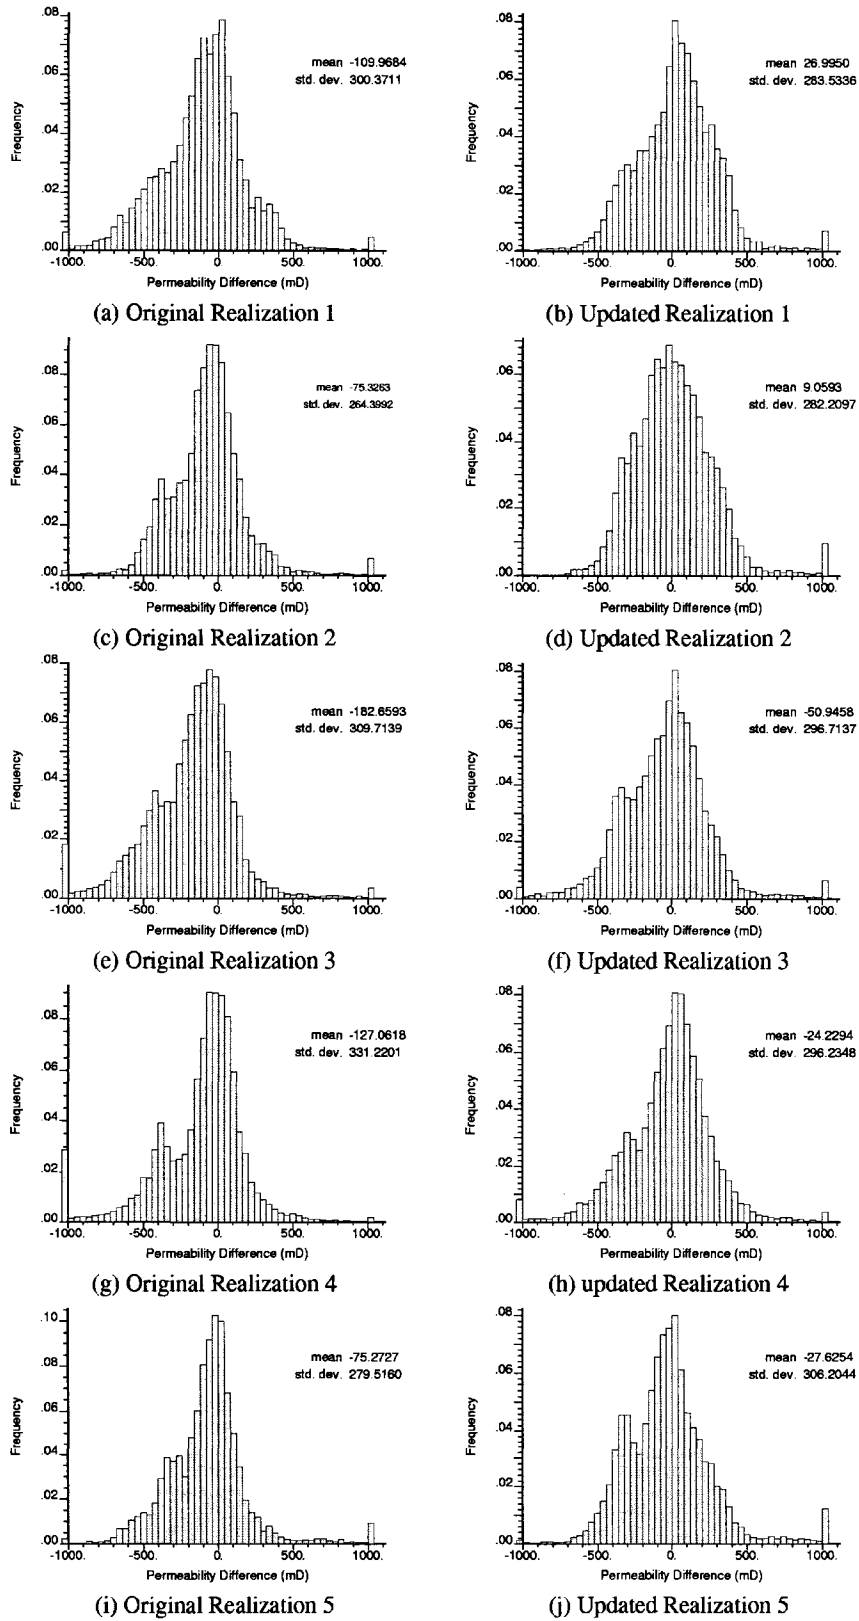 .08
.06
.04
.02
.00
Frequency
mean -109.9684
std. dev. 300.3711
-1000. -500. 0. 500. 1000.
Permeability Difference (mD)
(a) Original Realization 1
.08
.06
.04
.02
.00
Frequency
mean 26.9950
std. dev. 283.5336
-1000. -500. 0. 500. 1000.
Permeability Difference (mD)
(b) Updated Realization 1
.08
.06
.04
.02
.00
Frequency
mean -75.3263
std. dev. 264.3992
-1000. -500. 0. 500. 1000.
Permeability Difference (mD)
(c) Original Realization 2
.06
.04
.02
.00
Frequency
mean 9.0593
std. dev. 282.2097
-1000. -500. 0. 500. 1000.
Permeability Difference (mD)
(d) Updated Realization 2
.08
.06
.04
.02
.00
Frequency
mean -182.6593
std. dev. 309.7139
-1000. -500. 0. 500. 1000.
Permeability Difference (mD)
(e) Original Realization 3
.08
.06
.04
.02
.00
Frequency
mean -50.9458
std. dev. 296.7137
-1000. -500. 0. 500. 1000.
Permeability Difference (mD)
(f) Updated Realization 3
.08
.06
.04
.02
.00
Frequency
mean -127.0618
std. dev. 331.2201
-1000. -500. 0. 500. 1000.
Permeability Difference (mD)
(g) Original Realization 4
.08
.06
.04
.02
.00
Frequency
mean -24.2294
std. dev. 296.2348
-1000. -500. 0. 500. 1000.
Permeability Difference (mD)
(h) updated Realization 4
.10
.08
.06
.04
.02
.00
Frequency
mean -75.2727
std. dev. 279.5160
-1000. -500. 0. 500. 1000.
Permeability Difference (mD)
(i) Original Realization 5
.08
.06
.04
.02
.00
Frequency
mean -27.6254
std. dev. 306.2044
-1000. -500. 0. 500. 1000.
Permeability Difference (mD)
(j) Updated Realization 5